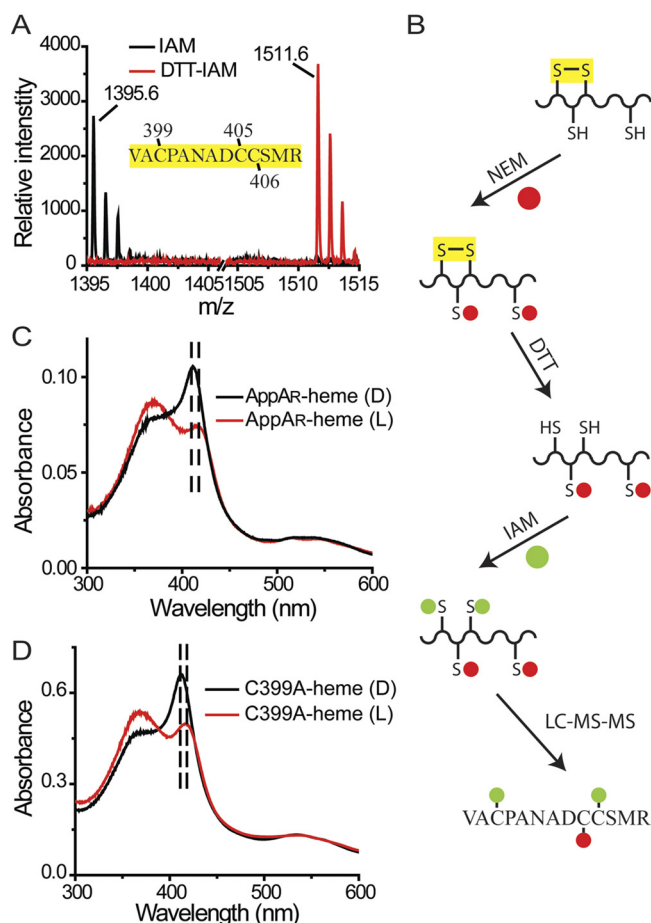 A
IAM
DTT-IAM
1511.6
1395.6
399
405
VACPANADCCSMR
406
Relative intenstity
4000
3000
2000
1000
0
1395
1400
1405
1505
1510
1515
m/z
B
S S
SH
SH
NEM
S S
S
S
DTT
HS
SH
S
S
IAM
S
S
S
S
LC-MS-MS
VACPANADCCSMR
C
AppAR-heme (D)
AppAR-heme (L)
Absorbance
0.10
0.05
0.00
300
400
500
600
Wavelength (nm)
D
C399A-heme (D)
C399A-heme (L)
Absorbance
0.6
0.3
0.0
300
400
500
600
Wavelength (nm)